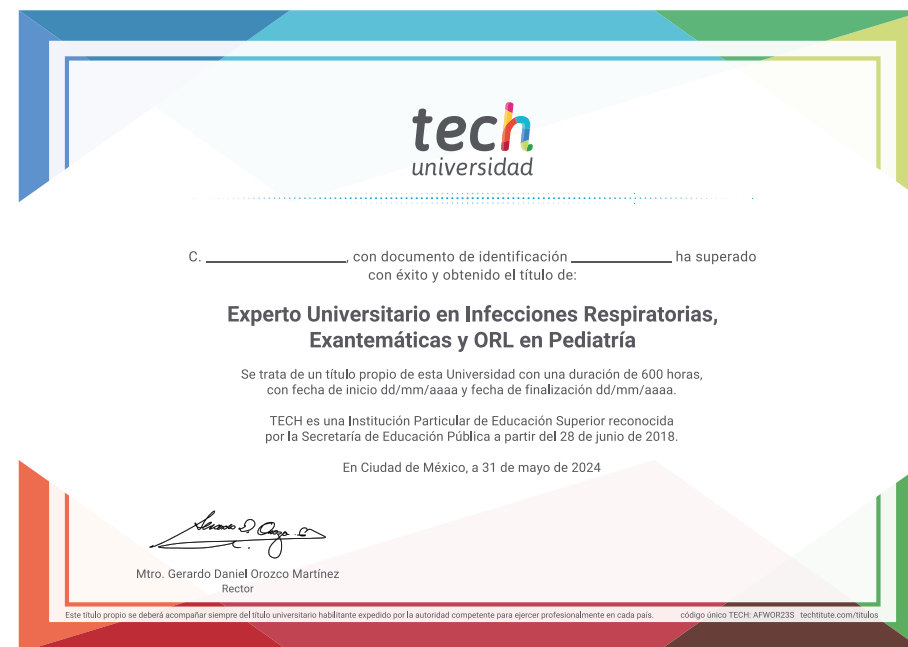 tech
universidad
C. ____________________, con documento de identificación ______________ ha superado
con éxito y obtenido el título de:
Experto Universitario en Infecciones Respiratorias,
Exantemáticas y ORL en Pediatría
Se trata de un título propio de esta Universidad con una duración de 600 horas,
con fecha de inicio dd/mm/aaaa y fecha de finalización dd/mm/aaaa.
TECH es una Institución Particular de Educación Superior reconocida
por la Secretaría de Educación Pública a partir del 28 de junio de 2018.
En Ciudad de México, a 31 de mayo de 2024
Mtro. Gerardo Daniel Orozco Martínez
Rector
Este título propio se deberá acompañar siempre del título universitario habilitante expedido por la autoridad competente para ejercer profesionalmente en cada país. código único TECH: AFWOR23S techtitute.com/titulos